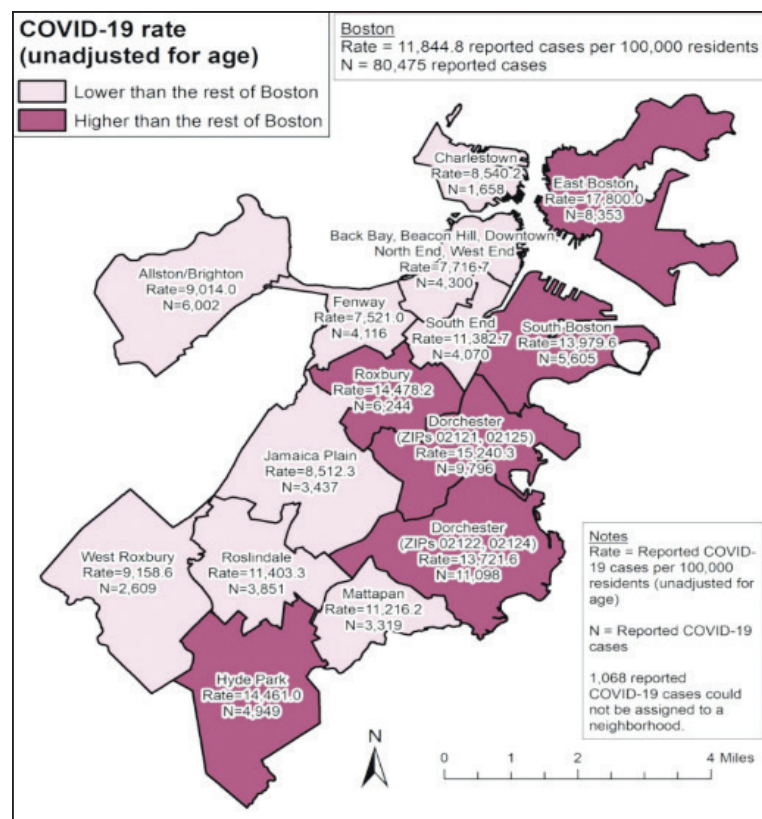 COVID-19 rate
(unadjusted for age)
Lower than the rest of Boston
Higher than the rest of Boston
Boston
Rate = 11,844.8 reported cases per 100,000 residents
N = 80,475 reported cases
Charlestown
Rate=8,540.2
N=1,658
East Boston
Rate=17,800.0
N=8,353
Back Bay, Beacon Hill, Downtown,
North End, West End
Rate=7,716.7
N=4,300
Allston/Brighton
Rate=9,014.0
N=6,002
Fenway
Rate=7,521.0
N=4,116
South End
Rate=11,382.7
N=4,070
South Boston
Rate=13,979.6
N=5,605
Roxbury
Rate=14,478.2
N=6,244
Dorchester
(ZIPs 02121, 02125)
Rate=15,240.3
N=9,796
Jamaica Plain
Rate=8,512.3
N=3,437
Dorchester
(ZIPs 02122, 02124)
Rate=13,721.6
N=11,098
West Roxbury
Rate=9,158.6
N=2,609
Roslindale
Rate=11,403.3
N=3,851
Mattapan
Rate=11,216.2
N=3,319
Hyde Park
Rate=14,461.0
N=4,949
Notes
Rate = Reported COVID-
19 cases per 100,000
residents (unadjusted for
age)
N = Reported COVID-19
cases
1,068 reported
COVID-19 cases could
not be assigned to a
neighborhood.
N
0 1 2 4 Miles